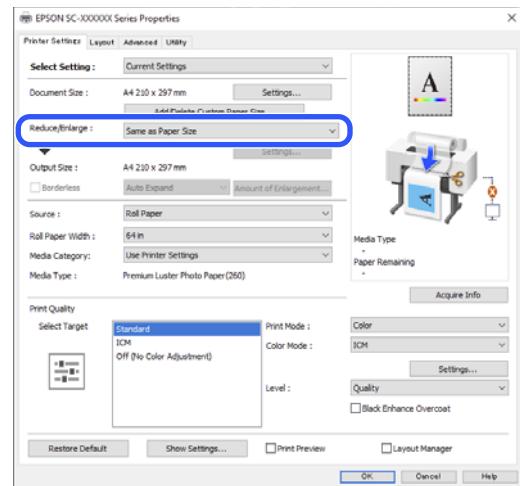 EPSON SC-XXXXXX Series Properties
Printer Settings Layout Advanced Utility
Select Setting : Current Settings
Document Size : A4 210 x 297 mm Settings...
Add/Delete Custom Paper Size
Reduce/Enlarge : Same as Paper Size
Settings...
Output Size : A4 210 x 297 mm
Borderless Auto Expand Amount of Enlargement...
Source : Roll Paper
Roll Paper Width : 64 in
Media Category: Use Printer Settings
Media Type : Premium Luster Photo Paper(260)
A
Media Type
-
Paper Remaining
-
Acquire Info
Print Quality
Select Target
Standard
ICM
Off (No Color Adjustment)
Print Mode : Color
Color Mode : ICM
Settings...
Level : Quality
Black Enhance Overcoat
Restore Default Show Settings... Print Preview Layout Manager
OK Cancel Help